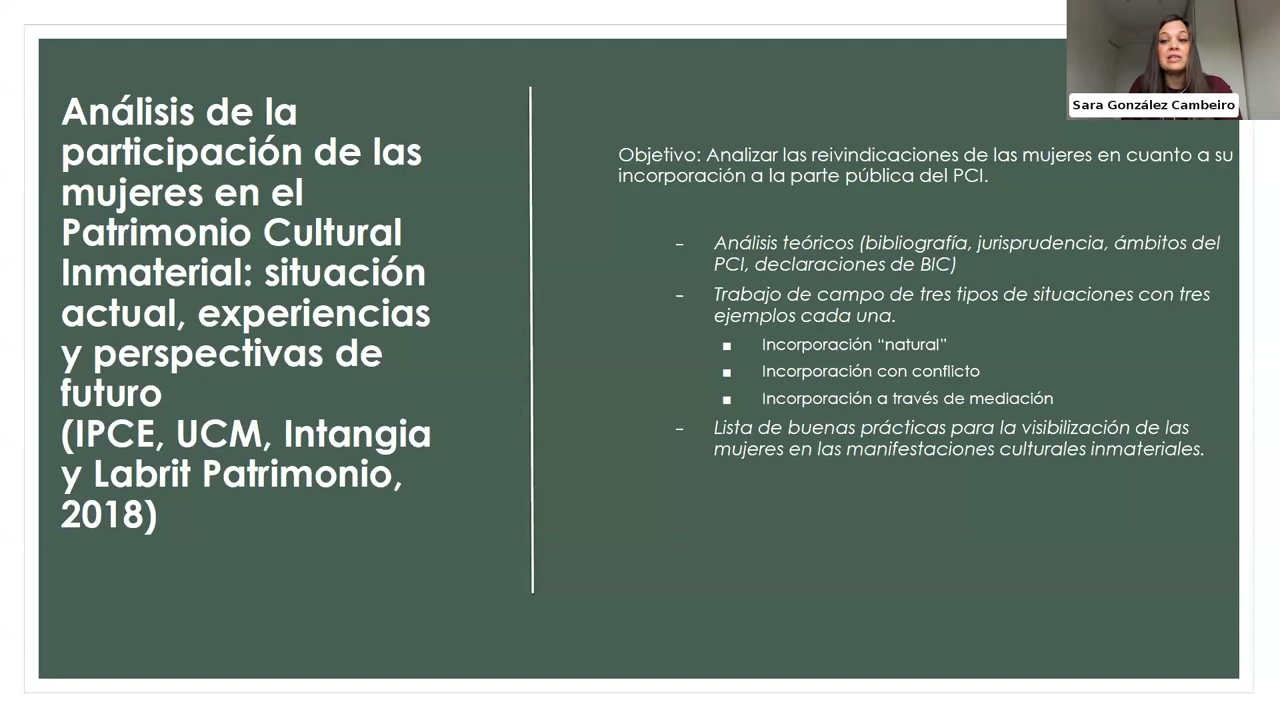 Análisis de la
participación de las
mujeres en el
Patrimonio Cultural
Inmaterial: situación
actual, experiencias
y perspectivas de
futuro
(IPCE, UCM, Intangia
y Labrit Patrimonio,
2018)
Sara González Cambeiro
Objetivo: Analizar las reivindicaciones de las mujeres en cuanto a su
incorporación a la parte pública del PCI.
– Análisis teóricos (bibliografía, jurisprudencia, ámbitos del
PCI, declaraciones de BIC)
– Trabajo de campo de tres tipos de situaciones con tres
ejemplos cada una.
▪ Incorporación “natural”
▪ Incorporación con conflicto
▪ Incorporación a través de mediación
– Lista de buenas prácticas para la visibilización de las
mujeres en las manifestaciones culturales inmateriales.